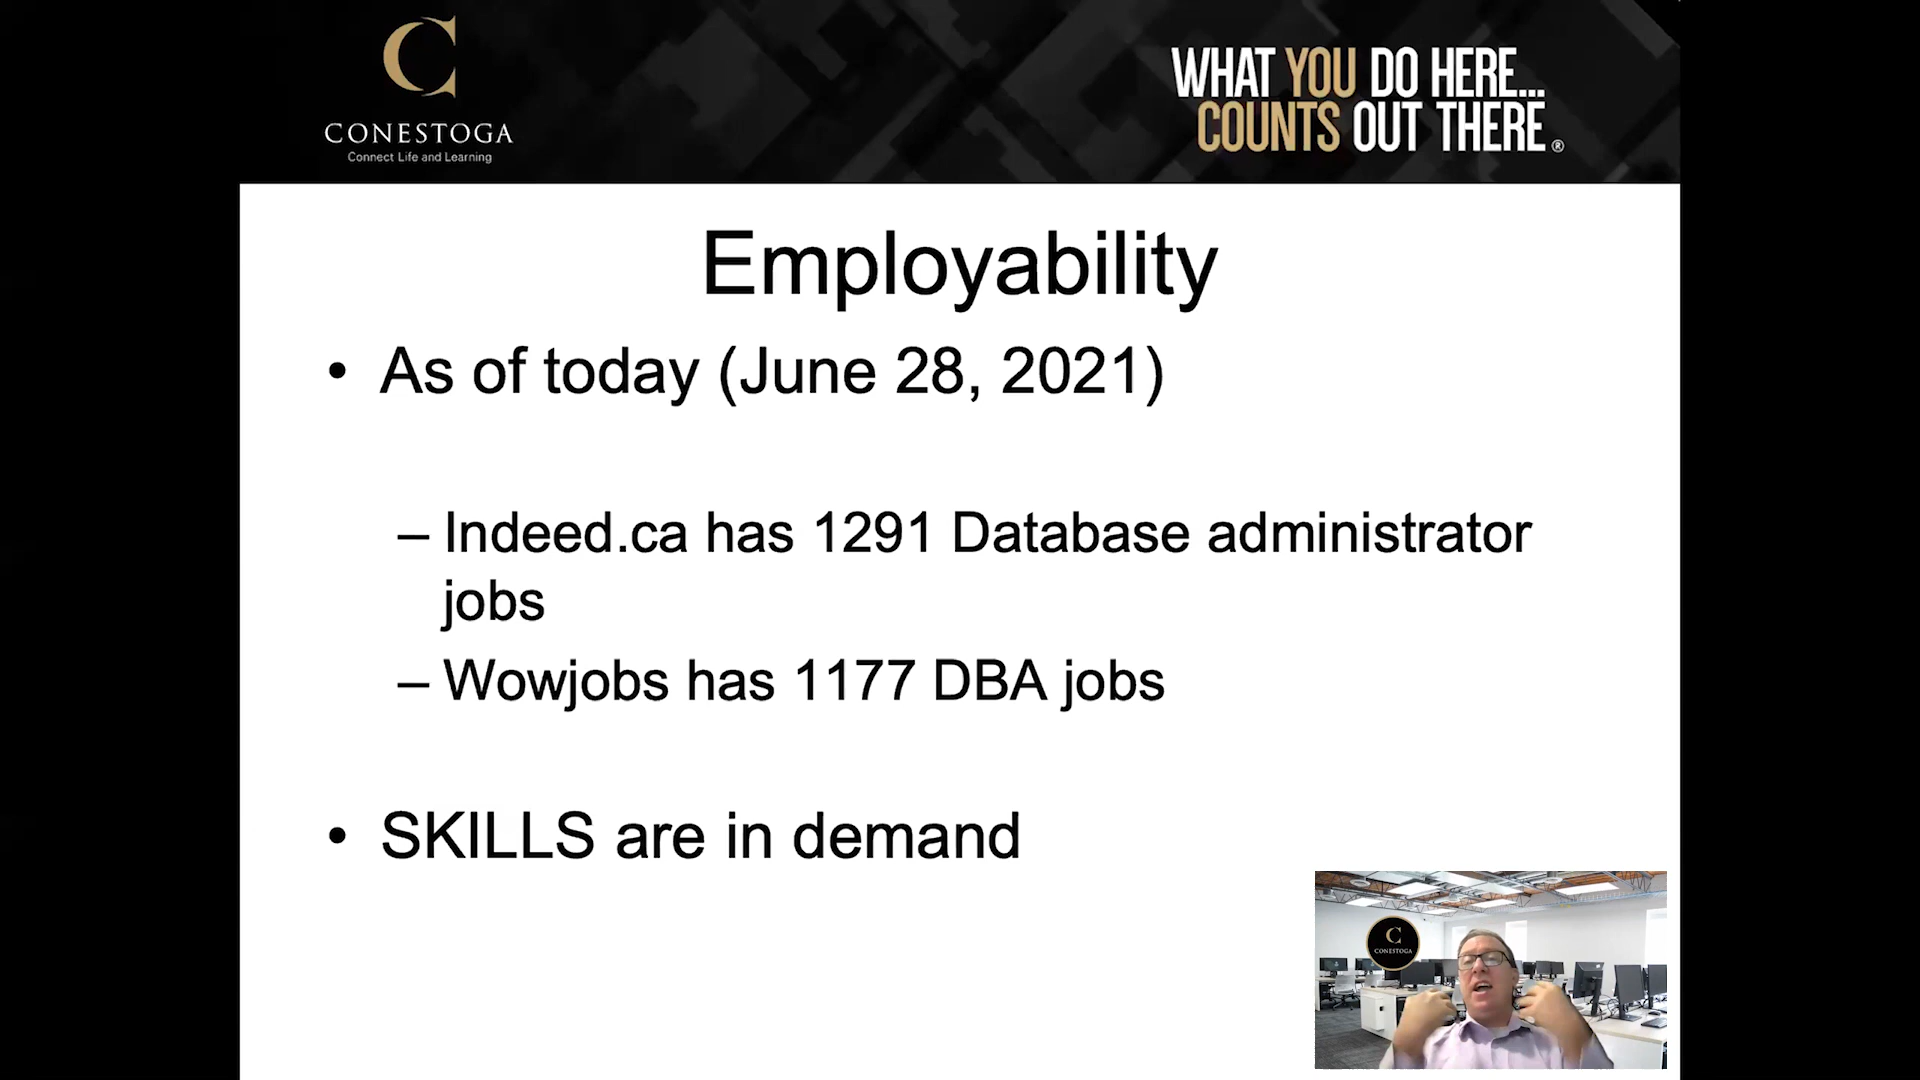 C
CONESTOGA
Connect Life and Learning
WHAT YOU DO HERE...
COUNTS OUT THERE®
Employability
• As of today (June 28, 2021)
– Indeed.ca has 1291 Database administrator
jobs
– Wowjobs has 1177 DBA jobs
• SKILLS are in demand
C
CONESTOGA